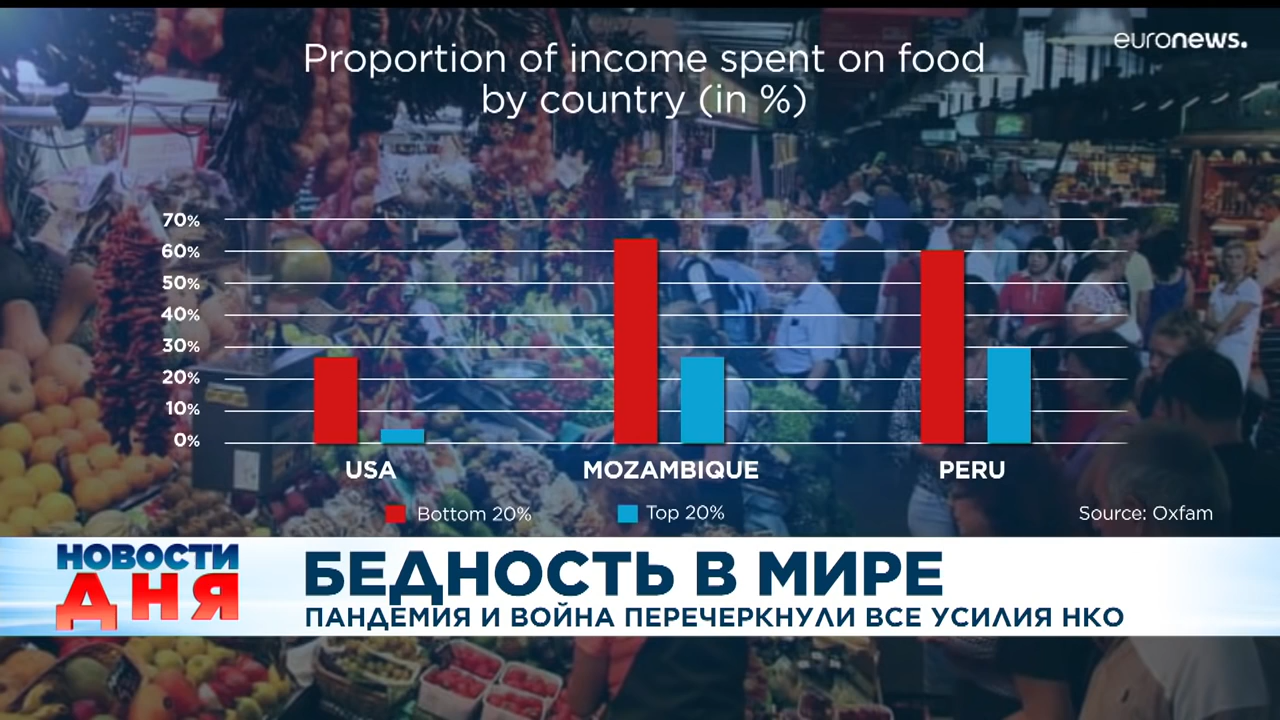 euronews.
Proportion of income spent on food
by country (in %)
70%
60%
50%
40%
30%
20%
10%
0%
USA
MOZAMBIQUE
PERU
Bottom 20%
Top 20%
Source: Oxfam
НОВОСТИ
ДНЯ
БЕДНОСТЬ В МИРЕ
ПАНДЕМИЯ И ВОЙНА ПЕРЕЧЕРКНУЛИ ВСЕ УСИЛИЯ НКО